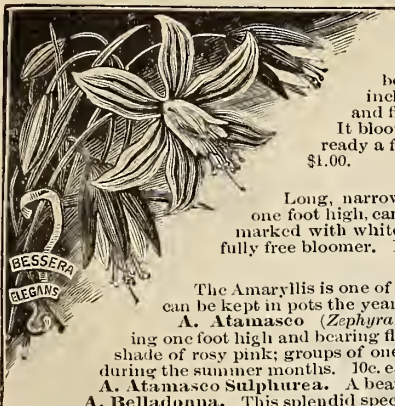 be
incl
and f
It bloo
ready a f
$1.00.
Long, narrow
one foot high, car
marked with white
fully free bloomer.
BESSERA
ELEGANS
The Amaryllis is one of
can be kept in pots the year
A. Atamasco (Zephyra
ing one foot high and bearing fl
shade of rosy pink; groups of one
during the summer months. 10c. e
A. Atamasco Sulphurea. A bea
A. Belladonna. This splendid spec